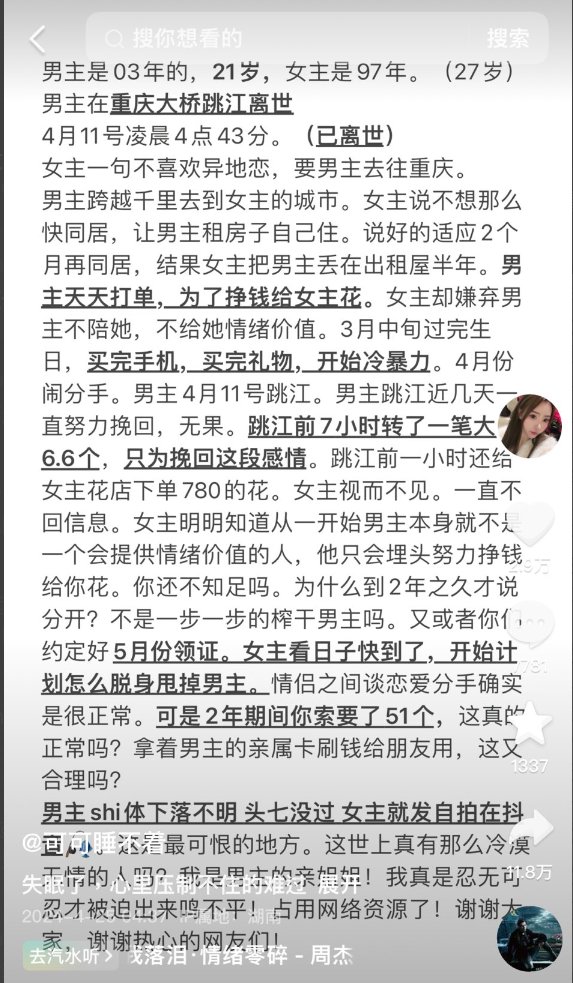 搜你想看的 搜索
男主是03年的，21岁，女主是97年。（27岁）
男主在重庆大桥跳江离世
4月11号凌晨4点43分。（已离世）
女主一句不喜欢异地恋，要男主去往重庆。
男主跨越千里去到女主的城市。女主说不想那么
快同居，让男主租房子自己住。说好的适应2个
月再同居，结果女主把男主丢在出租屋半年。男
主天天打单，为了挣钱给女主花。女主却嫌弃男
主不陪她，不给她情绪价值。3月中旬过完生
日，买完手机，买完礼物，开始冷暴力。4月份
闹分手。男主4月11号跳江。男主跳江近几天一
直努力挽回，无果。跳江前7小时转了一笔大
6.6个，只为挽回这段感情。跳江前一小时还给
女主花店下单780的花。女主视而不见。一直不
回信息。女主明明知道从一开始男主本身就不是
一个会提供情绪价值的人，他只会埋头努力挣钱
给你花。你还不知足吗。为什么到2年之久才说
分开？不是一步一步的榨干男主吗。又或者你们
约定好5月份领证。女主看日子快到了，开始计
划怎么脱身甩掉男主。情侣之间谈恋爱分手确实
是很正常。可是2年期间你索要了51个，这真的
正常吗？拿着男主的亲属卡刷钱给朋友用，这又
合理吗？
男主shi体下落不明 头七没过 女主就发自拍在抖
这是最可恨的地方。这世上真有那么冷漠
无情的人吗？我是男主的亲姐姐！我真是忍无可
忍才被迫出来鸣不平！占用网络资源了！谢谢大
家，谢谢热心的网友们！
@可可睡不着
失眠了，心里压制不住的难过 展开
IP属地：湖南
去汽水听 落泪·情绪零碎 - 周杰
7781
1337